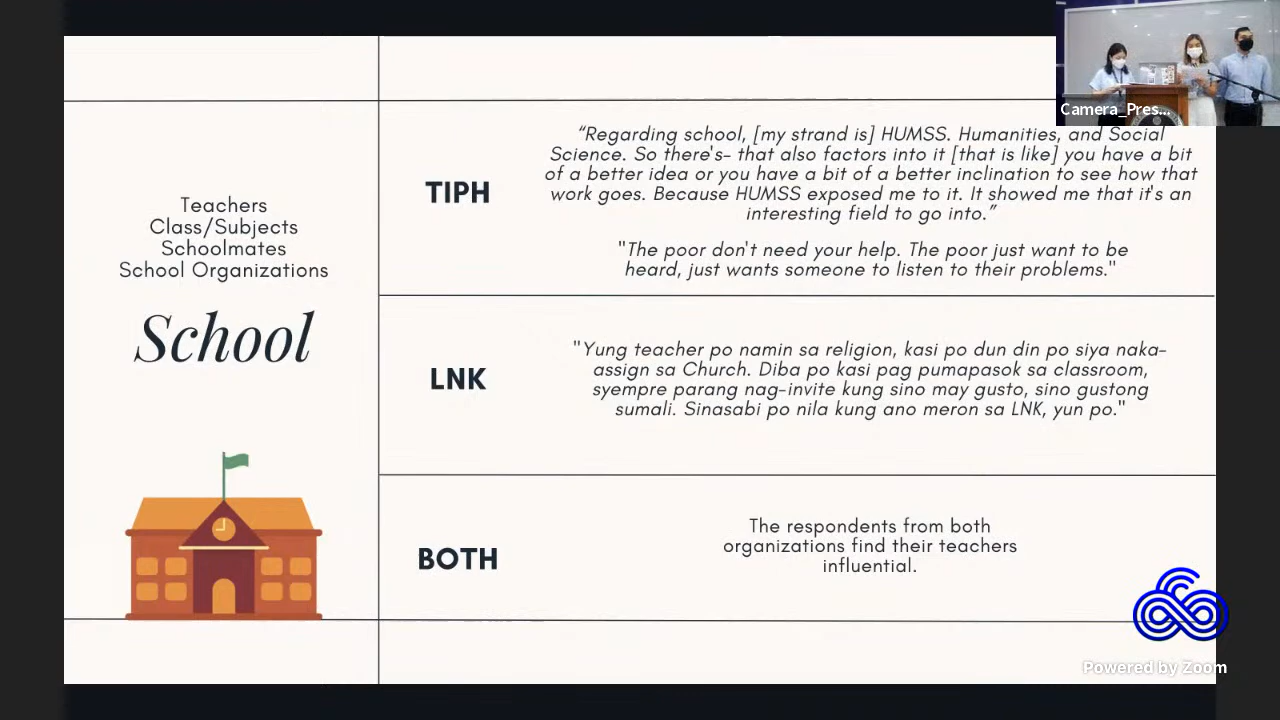 Camera_Pres...
Teachers
Class/Subjects
Schoolmates
School Organizations
School
TIPH
“Regarding school, [my strand is] HUMSS. Humanities, and Social
Science. So there's- that also factors into it [that is like] you have a bit
of a better idea or you have a bit of a better inclination to see how that
work goes. Because HUMSS exposed me to it. It showed me that it's an
interesting field to go into.”
"The poor don't need your help. The poor just want to be
heard, just wants someone to listen to their problems."
LNK
"Yung teacher po namin sa religion, kasi po dun din po siya naka-
assign sa Church. Diba po kasi pag pumapasok sa classroom,
syempre parang nag-invite kung sino may gusto, sino gustong
sumali. Sinasabi po nila kung ano meron sa LNK, yun po."
BOTH
The respondents from both
organizations find their teachers
influential.
Powered by Zoom